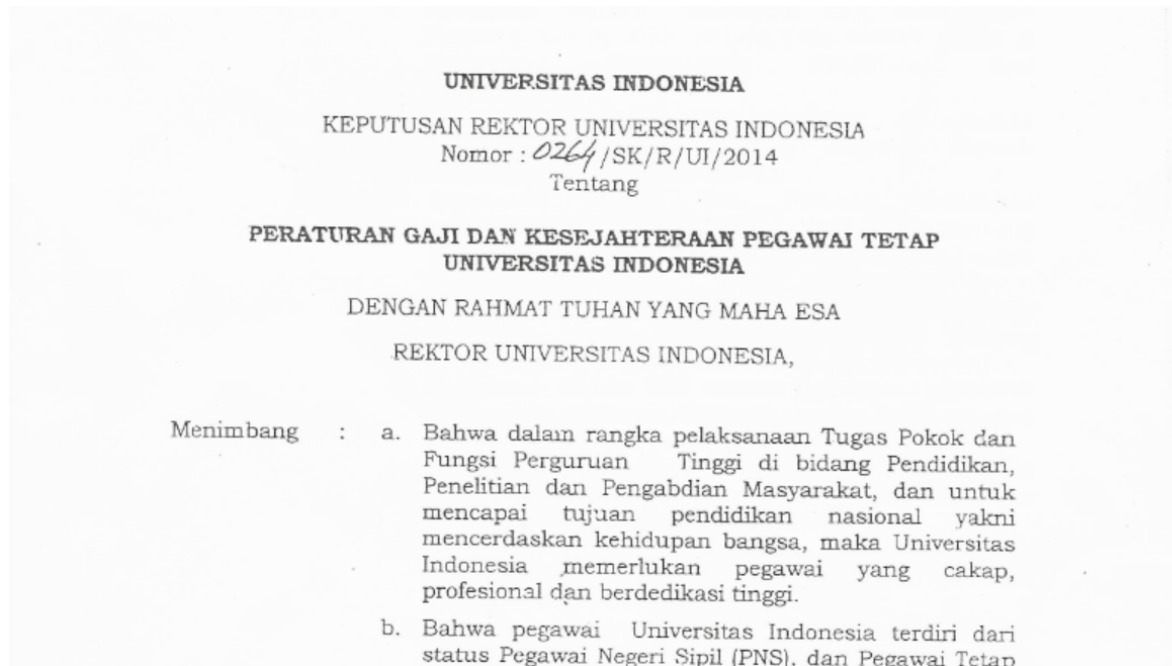 UNIVERSITAS INDONESIA
KEPUTUSAN REKTOR UNIVERSITAS INDONESIA
Nomor : 0264/SK/R/UI/2014
Tentang
PERATURAN GAJI DAN KESEJAHTERAAN PEGAWAI TETAP
UNIVERSITAS INDONESIA
DENGAN RAHMAT TUHAN YANG MAHA ESA
REKTOR UNIVERSITAS INDONESIA,
Menimbang : a. Bahwa dalam rangka pelaksanaan Tugas Pokok dan
Fungsi Perguruan Tinggi di bidang Pendidikan,
Penelitian dan Pengabdian Masyarakat, dan untuk
mencapai tujuan pendidikan nasional yakni
mencerdaskan kehidupan bangsa, maka Universitas
Indonesia memerlukan pegawai yang cakap,
profesional dan berdedikasi tinggi.
b. Bahwa pegawai Universitas Indonesia terdiri dari
status Pegawai Negeri Sipil (PNS), dan Pegawai Tetap